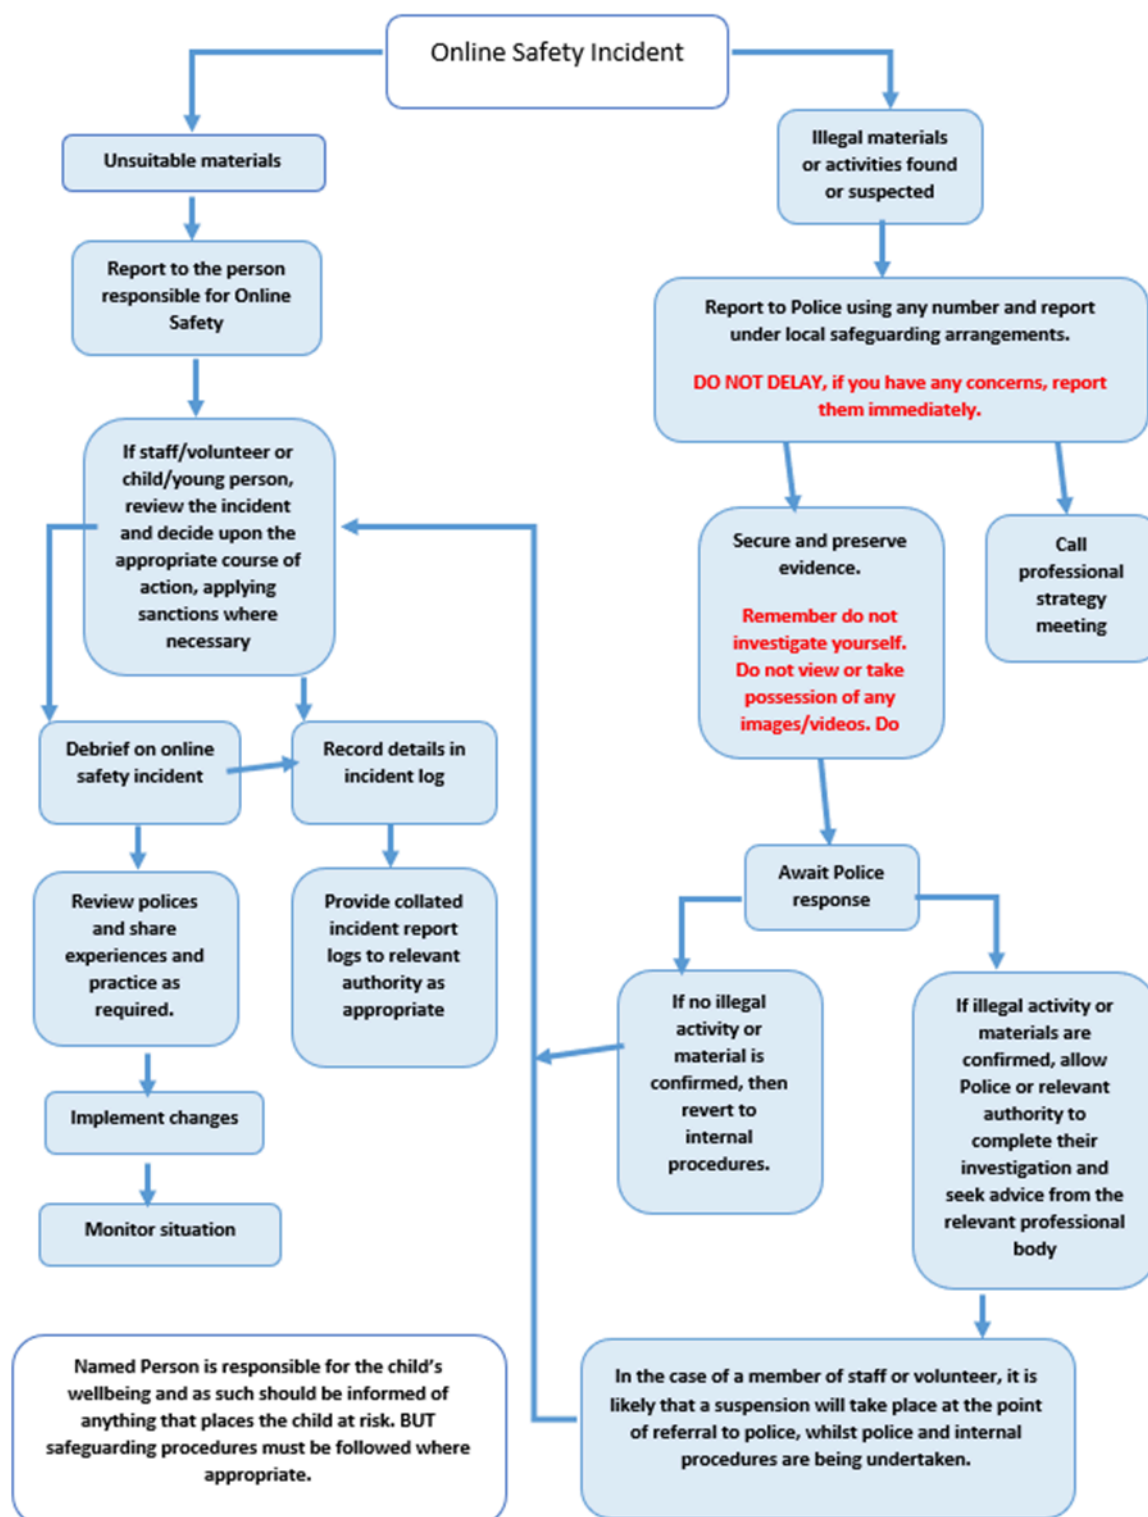 Online Safety Incident
Unsuitable materials
Report to the person
responsible for Online
Safety
If staff/volunteer or
child/young person,
review the incident
and decide upon the
appropriate course of
action, applying
sanctions where
necessary
Debrief on online
safety incident
Record details in
incident log
Review polices
and share
experiences and
practice as
required.
Provide collated
incident report
logs to relevant
authority as
appropriate
Implement changes
Monitor situation
Illegal materials
or activities found
or suspected
Report to Police using any number and report
under local safeguarding arrangements.
DO NOT DELAY, if you have any concerns, report
them immediately.
Secure and preserve
evidence.
Remember do not
investigate yourself.
Do not view or take
possession of any
images/videos. Do
Call
professional
strategy
meeting
Await Police
response
If no illegal
activity or
material is
confirmed, then
revert to
internal
procedures.
If illegal activity or
materials are
confirmed, allow
Police or relevant
authority to
complete their
investigation and
seek advice from the
relevant professional
body
In the case of a member of staff or volunteer, it is
likely that a suspension will take place at the point
of referral to police, whilst police and internal
procedures are being undertaken.
Named Person is responsible for the child’s
wellbeing and as such should be informed of
anything that places the child at risk. BUT
safeguarding procedures must be followed where
appropriate.